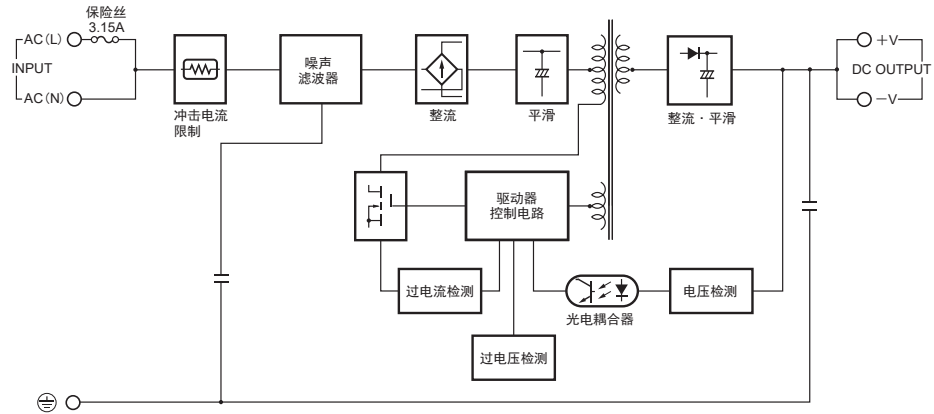 保险丝
3.15A
AC(L)
INPUT
AC(N)
冲击电流
限制
噪声
滤波器
整流
平滑
整流・平滑
+V
DC OUTPUT
-V
驱动器
控制电路
过电流检测
光电耦合器
电压检测
过电压检测